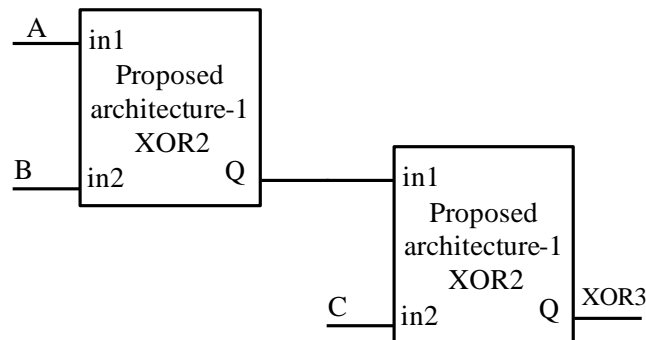 A
in1
Proposed
architecture-1
XOR2
B
in2
Q
in1
Proposed
architecture-1
XOR2
C
in2
Q
XOR3